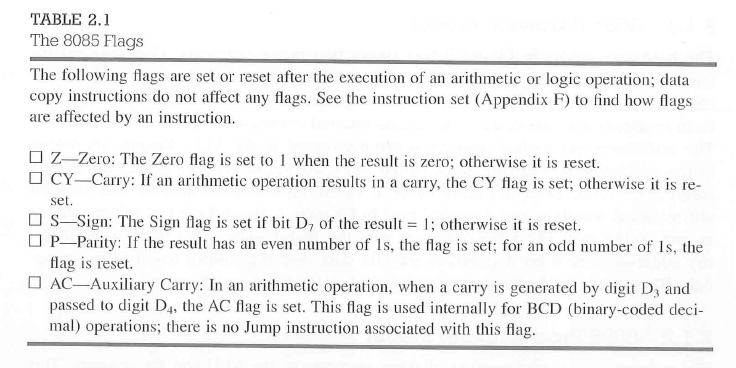 TABLE 2.1
The 8085 Flags
The following flags are set or reset after the execution of an arithmetic or logic operation; data
copy instructions do not affect any flags. See the instruction set (Appendix F) to find how flags
are affected by an instruction.
☐ Z—Zero: The Zero flag is set to 1 when the result is zero; otherwise it is reset.
☐ CY—Carry: If an arithmetic operation results in a carry, the CY flag is set; otherwise it is re-
set.
☐ S—Sign: The Sign flag is set if bit D₇ of the result = 1; otherwise it is reset.
☐ P—Parity: If the result has an even number of 1s, the flag is set; for an odd number of 1s, the
flag is reset.
☐ AC—Auxiliary Carry: In an arithmetic operation, when a carry is generated by digit D₃ and
passed to digit D₄, the AC flag is set. This flag is used internally for BCD (binary-coded deci-
mal) operations; there is no Jump instruction associated with this flag.